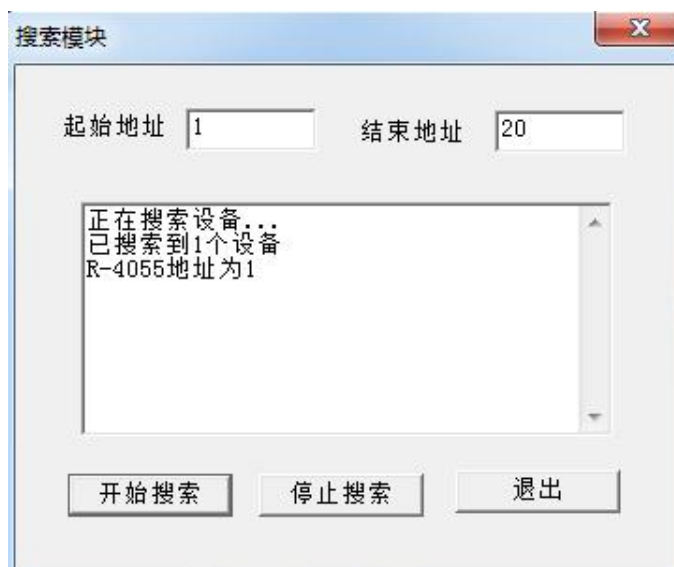 搜索模块
起始地址 1 结束地址 20
正在搜索设备...
已搜索到1个设备
R-4055地址为1
开始搜索 停止搜索 退出